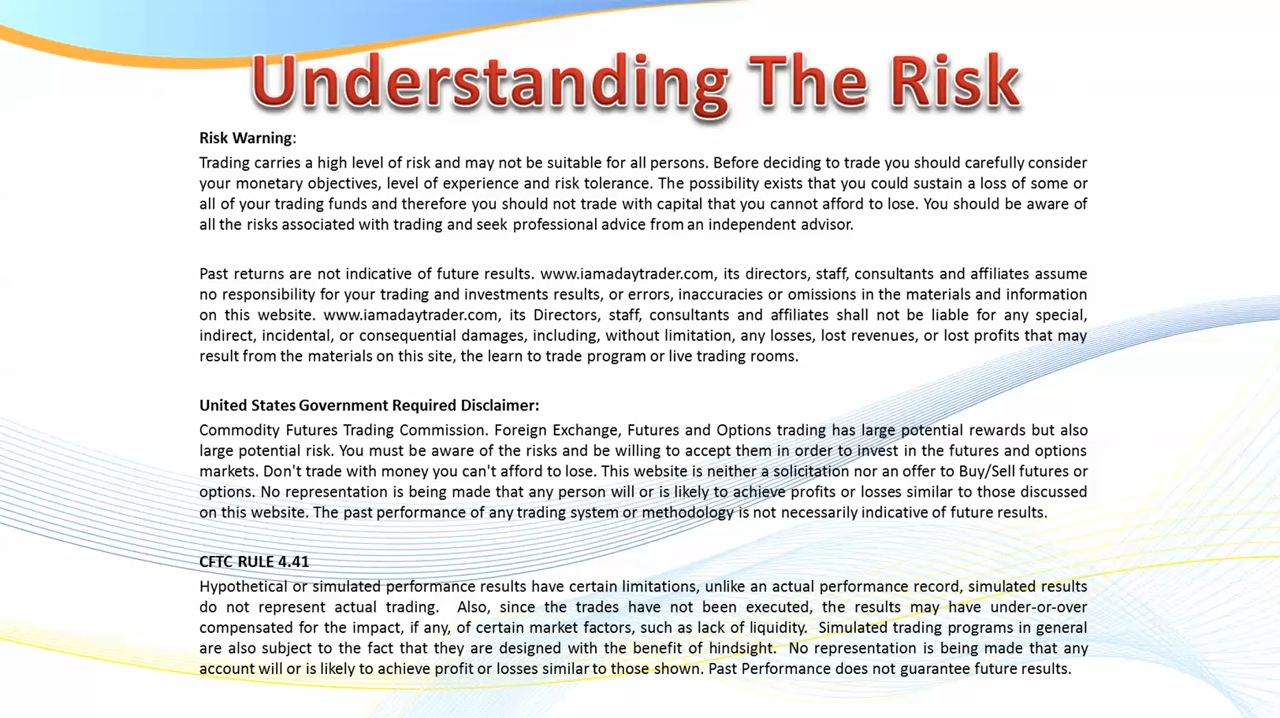 Understanding The Risk
Risk Warning:
Trading carries a high level of risk and may not be suitable for all persons. Before deciding to trade you should carefully consider
your monetary objectives, level of experience and risk tolerance. The possibility exists that you could sustain a loss of some or
all of your trading funds and therefore you should not trade with capital that you cannot afford to lose. You should be aware of
all the risks associated with trading and seek professional advice from an independent advisor.
Past returns are not indicative of future results. www.iamadaytrader.com, its directors, staff, consultants and affiliates assume
no responsibility for your trading and investments results, or errors, inaccuracies or omissions in the materials and information
on this website. www.iamadaytrader.com, its Directors, staff, consultants and affiliates shall not be liable for any special,
indirect, incidental, or consequential damages, including, without limitation, any losses, lost revenues, or lost profits that may
result from the materials on this site, the learn to trade program or live trading rooms.
United States Government Required Disclaimer:
Commodity Futures Trading Commission. Foreign Exchange, Futures and Options trading has large potential rewards but also
large potential risk. You must be aware of the risks and be willing to accept them in order to invest in the futures and options
markets. Don't trade with money you can't afford to lose. This website is neither a solicitation nor an offer to Buy/Sell futures or
options. No representation is being made that any person will or is likely to achieve profits or losses similar to those discussed
on this website. The past performance of any trading system or methodology is not necessarily indicative of future results.
CFTC RULE 4.41
Hypothetical or simulated performance results have certain limitations, unlike an actual performance record, simulated results
do not represent actual trading. Also, since the trades have not been executed, the results may have under-or-over
compensated for the impact, if any, of certain market factors, such as lack of liquidity. Simulated trading programs in general
are also subject to the fact that they are designed with the benefit of hindsight. No representation is being made that any
account will or is likely to achieve profit or losses similar to those shown. Past Performance does not guarantee future results.